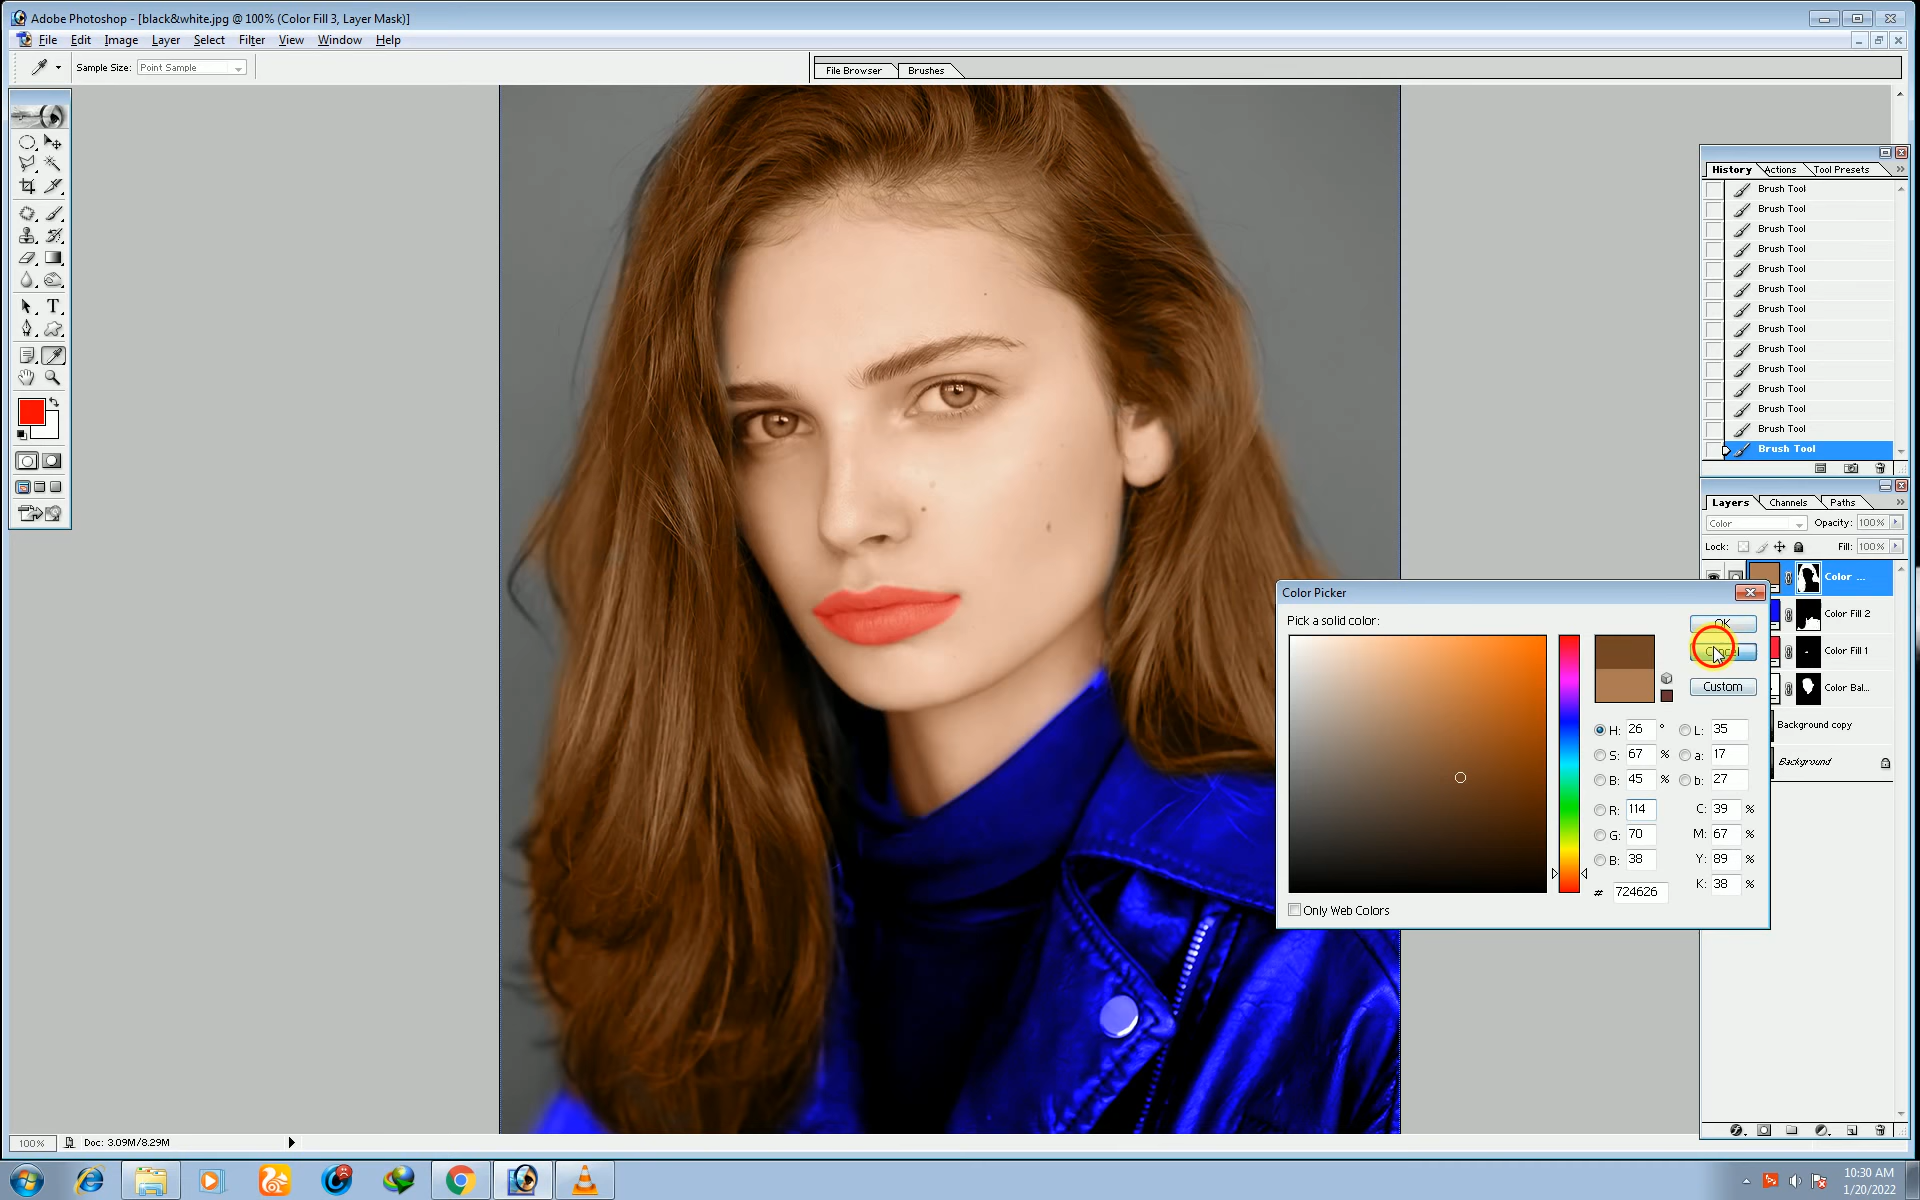 Adobe Photoshop - [black&white.jpg @ 100% (Color Fill 3, Layer Mask)]
File Edit Image Layer Select Filter View Window Help
Sample Size: Point Sample
File Browser Brushes
History Actions Tool Presets
Brush Tool
Brush Tool
Brush Tool
Brush Tool
Brush Tool
Brush Tool
Brush Tool
Brush Tool
Brush Tool
Brush Tool
Brush Tool
Brush Tool
Brush Tool
Brush Tool
Layers Channels Paths
Color Opacity: 100%
Lock: Fill: 100%
Color ...
Color Fill 2
Color Fill 1
Color Bal...
Background copy
Background
Color Picker
Pick a solid color:
OK
Cancel
Custom
H: 26 ° L: 35
S: 67 % a: 17
B: 45 % b: 27
R: 114 C: 39 %
G: 70 M: 67 %
B: 38 Y: 89 %
# 724626 K: 38 %
Only Web Colors
100% Doc: 3.09M/8.29M
10:30 AM
1/20/2022